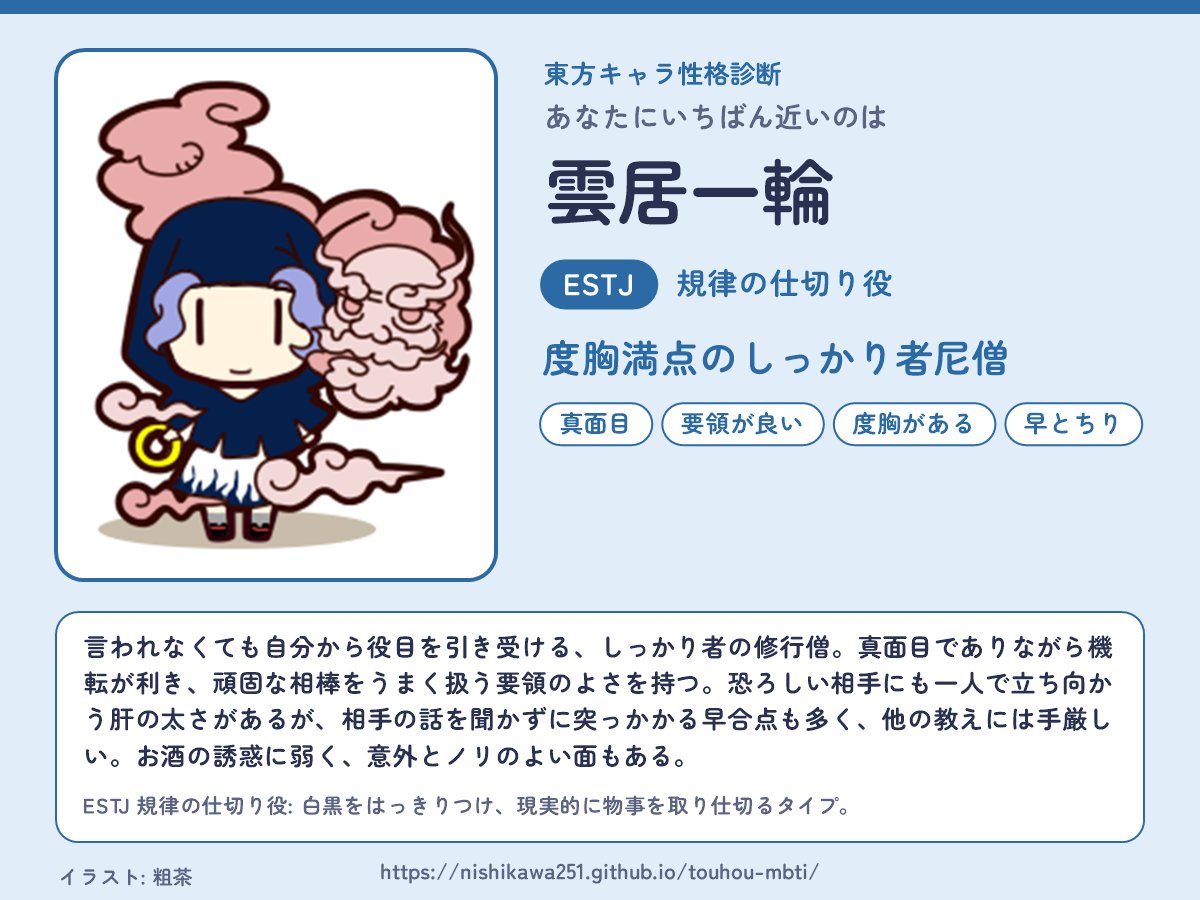 東方キャラ性格診断
あなたにいちばん近いのは
雲居一輪
ESTJ 規律の仕切り役
度胸満点のしっかり者尼僧
真面目 要領が良い 度胸がある 早とちり
言われなくても自分から役目を引き受ける、しっかり者の修行僧。真面目でありながら機
転が利き、頑固な相棒をうまく扱う要領のよさを持つ。恐ろしい相手にも一人で立ち向か
う肝の太さがあるが、相手の話を聞かずに突っかかる早合点も多く、他の教えには手厳し
い。お酒の誘惑に弱く、意外とノリのよい面もある。
ESTJ 規律の仕切り役: 白黒をはっきりつけ、現実的に物事を取り仕切るタイプ。
イラスト: 粗茶
https://nishikawa251.github.io/touhou-mbti/